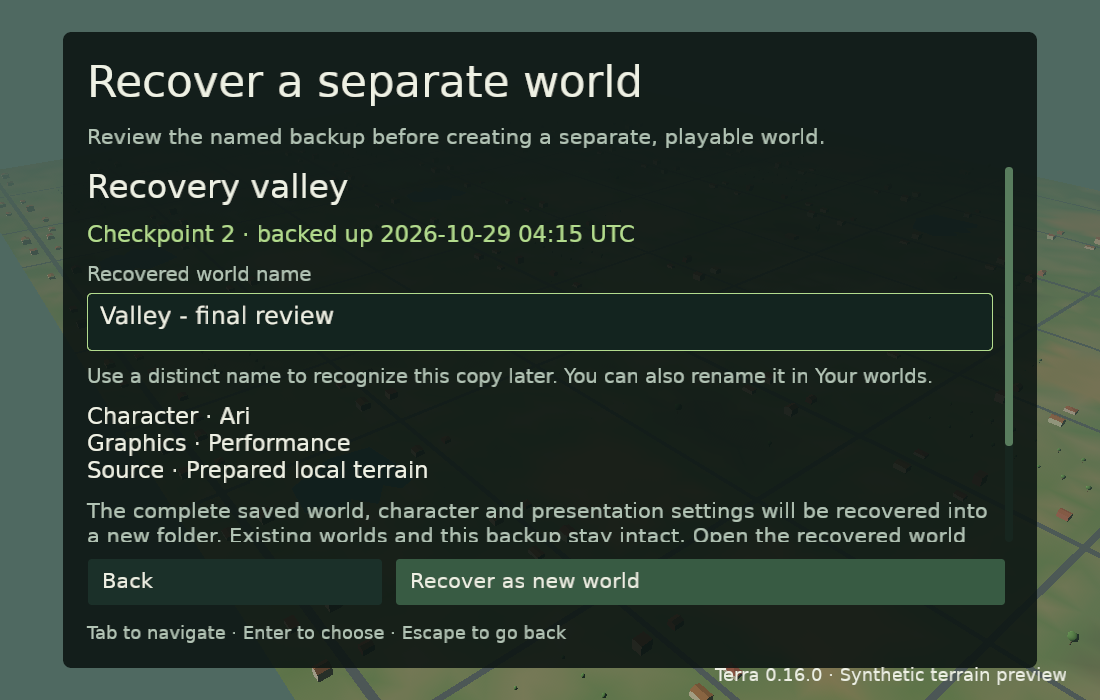 Recover a separate world
Review the named backup before creating a separate, playable world.
Recovery valley
Checkpoint 2 · backed up 2026-10-29 04:15 UTC
Recovered world name
Valley - final review
Use a distinct name to recognize this copy later. You can also rename it in Your worlds.
Character · Ari
Graphics · Performance
Source · Prepared local terrain
The complete saved world, character and presentation settings will be recovered into
a new folder. Existing worlds and this backup stay intact. Open the recovered world
Back
Recover as new world
Tab to navigate · Enter to choose · Escape to go back
Terra 0.16.0 · Synthetic terrain preview